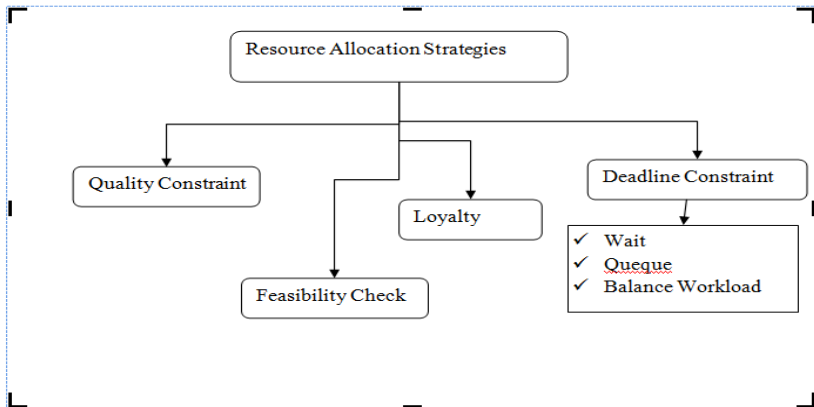 Resource Allocation Strategies
Quality Constraint
Deadline Constraint
Loyalty
✓ Wait
✓ Queque
✓ Balance Workload
Feasibility Check